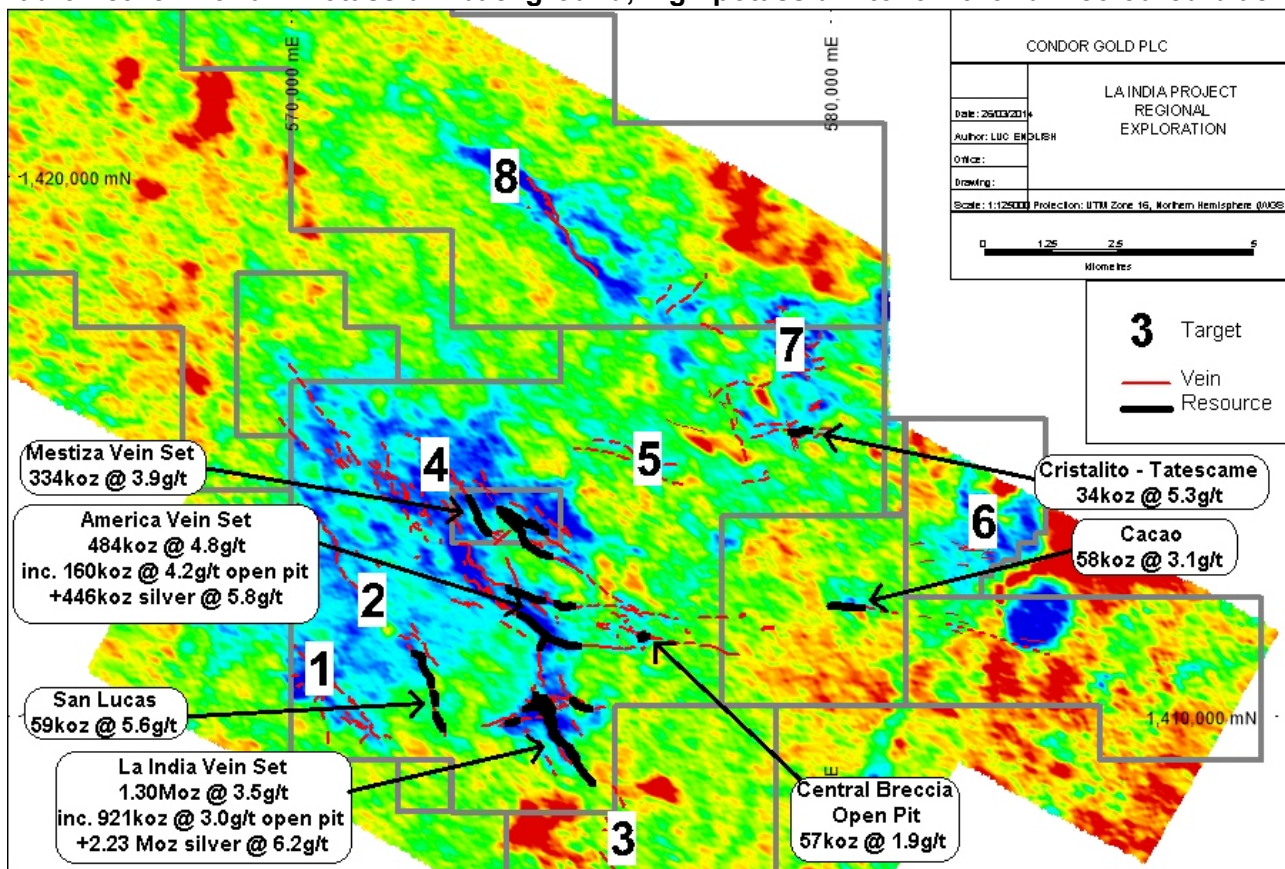 CONDOR GOLD PLC
LA INDIA PROJECT
REGIONAL
EXPLORATION
Date: 26/03/2014
Author: LUC ENGLISH
Office:
Drawing:
Scale: 1:125000 Projection: UTM Zone 16, Northern Hemisphere (WGS
0 1.25 2.5 5
kilometres
3 Target
Vein
Resource
570,000 mE
580,000 mE
1,420,000 mN
1,410,000 mN
8
7
5
4
6
2
1
3
Mestiza Vein Set
334koz @ 3.9g/t
America Vein Set
484koz @ 4.8g/t
inc. 160koz @ 4.2g/t open pit
+446koz silver @ 5.8g/t
San Lucas
59koz @ 5.6g/t
La India Vein Set
1.30Moz @ 3.5g/t
inc. 921koz @ 3.0g/t open pit
+2.23 Moz silver @ 6.2g/t
Cristalito - Tatescame
34koz @ 5.3g/t
Cacao
58koz @ 3.1g/t
Central Breccia
Open Pit
57koz @ 1.9g/t
E